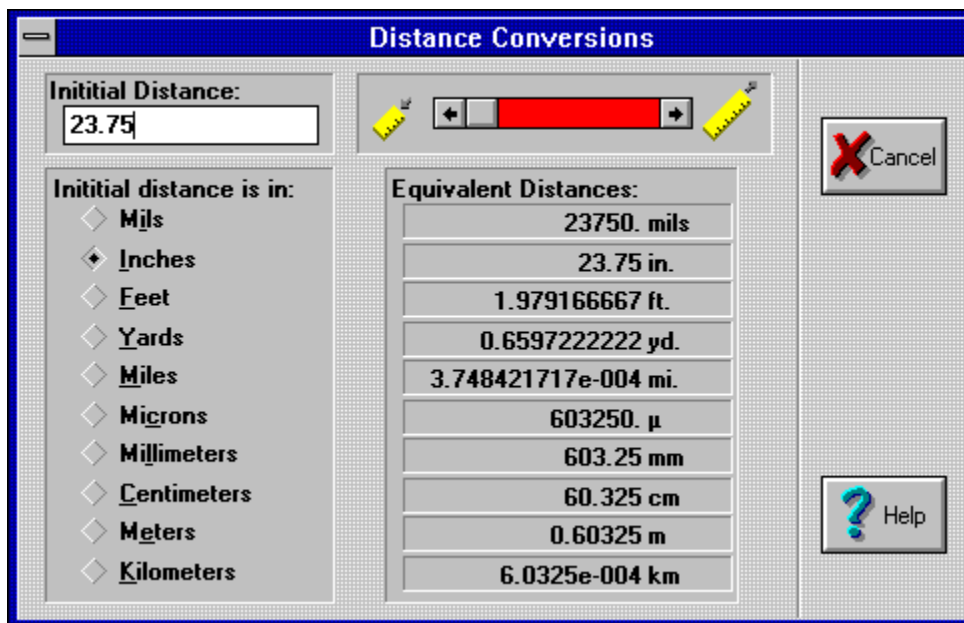 Distance Conversions
Inititial Distance:
23.75
Cancel
Inititial distance is in:
Mils
Inches
Feet
Yards
Miles
Microns
Millimeters
Centimeters
Meters
Kilometers
Equivalent Distances:
23750. mils
23.75 in.
1.979166667 ft.
0.6597222222 yd.
3.748421717e-004 mi.
603250. µ
603.25 mm
60.325 cm
0.60325 m
6.0325e-004 km
Help